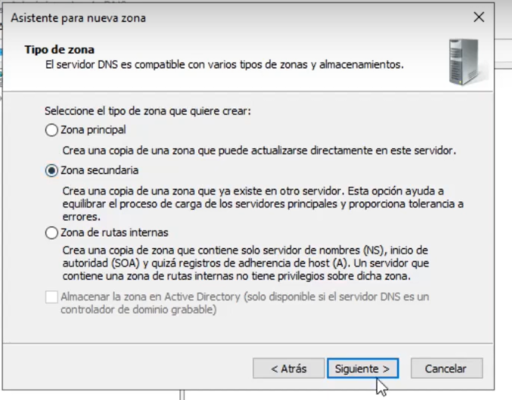 Asistente para nueva zona
Tipo de zona
El servidor DNS es compatible con varios tipos de zonas y almacenamientos.
Seleccione el tipo de zona que quiere crear:
Zona principal
Crea una copia de una zona que puede actualizarse directamente en este servidor.
Zona secundaria
Crea una copia de una zona que ya existe en otro servidor. Esta opción ayuda a
equilibrar el proceso de carga de los servidores principales y proporciona tolerancia a
errores.
Zona de rutas internas
Crea una copia de zona que contiene solo servidor de nombres (NS), inicio de
autoridad (SOA) y quizá registros de adherencia de host (A). Un servidor que
contiene una zona de rutas internas no tiene privilegios sobre dicha zona.
Almacenar la zona en Active Directory (solo disponible si el servidor DNS es un
controlador de dominio grabable)
< Atrás
Siguiente >
Cancelar